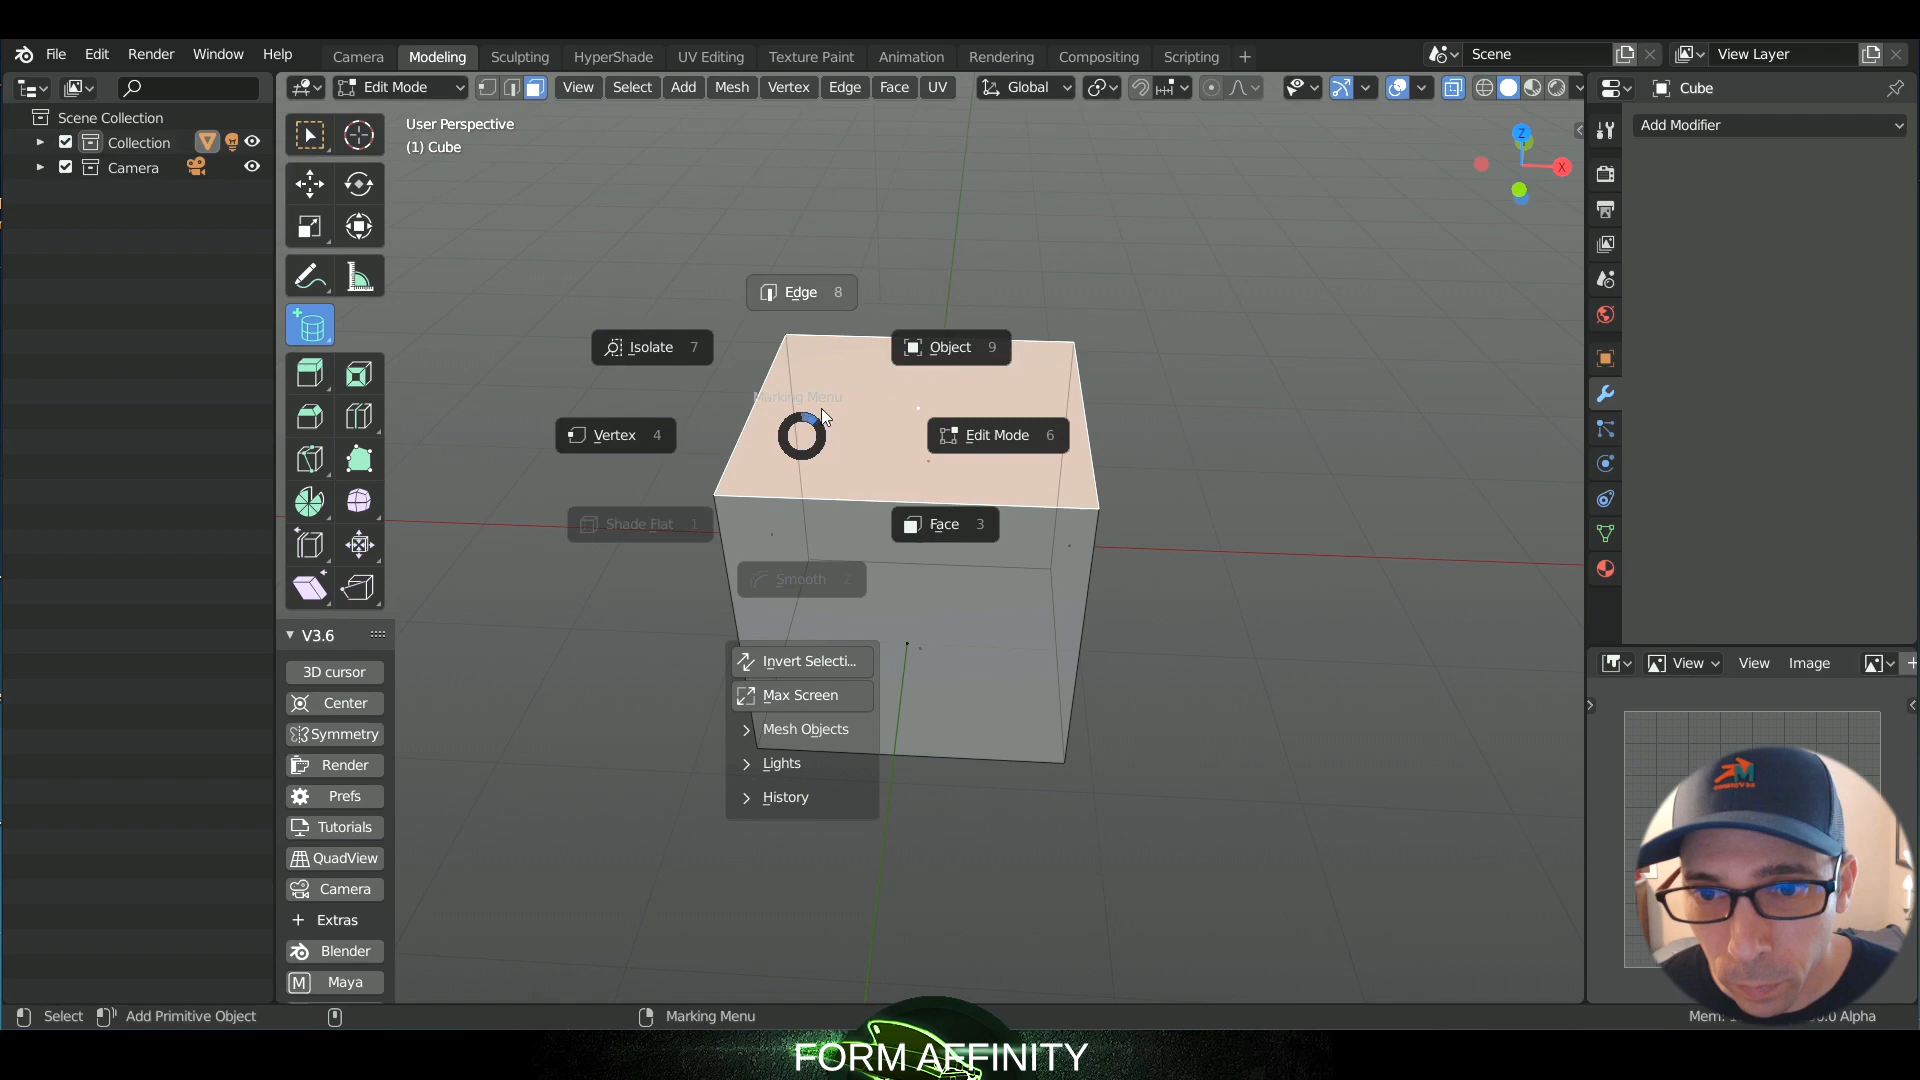 File Edit Render Window Help Camera Modeling Sculpting HyperShade UV Editing Texture Paint Animation Rendering Compositing Scripting + Scene View Layer
Edit Mode View Select Add Mesh Vertex Edge Face UV Global Cube
Scene Collection
Collection
Camera
User Perspective
(1) Cube
Z
X
Add Modifier
Edge 8
Isolate 7
Object 9
Marking Menu
Vertex 4
Edit Mode 6
Shade Flat 1
Face 3
Smooth 2
Invert Selecti...
Max Screen
Mesh Objects
Lights
History
V3.6
3D cursor
Center
Symmetry
Render
Prefs
Tutorials
QuadView
Camera
Extras
Blender
M Maya
View View Image
Select Add Primitive Object Marking Menu Mem: Alpha
FORM AFFINITY